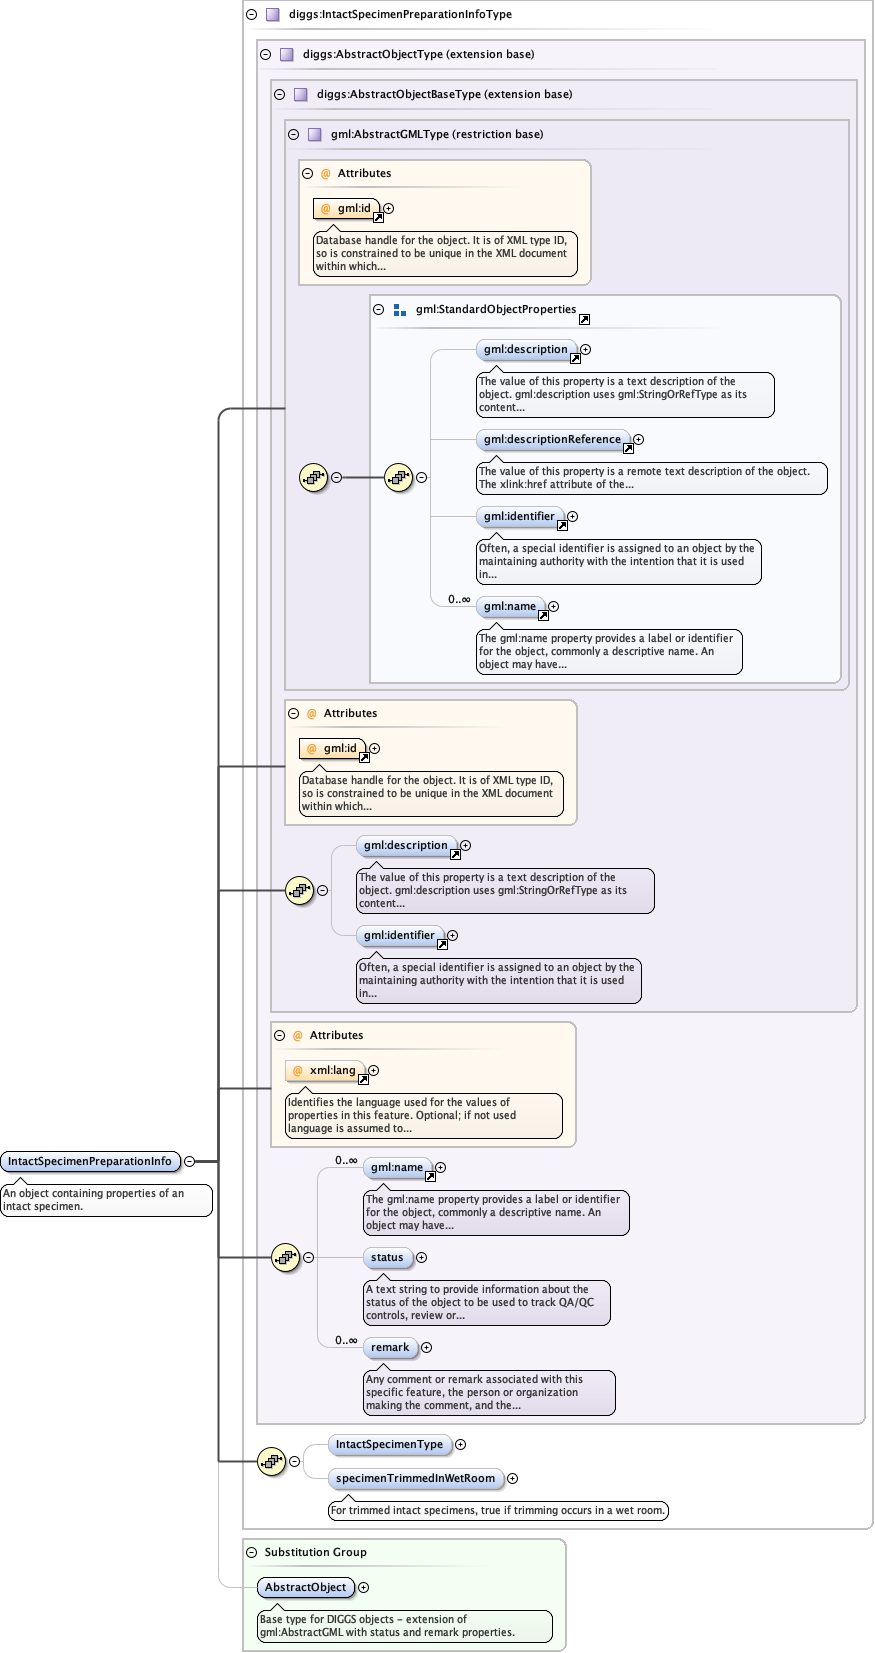 diggs:IntactSpecimenPreparationInfoType
diggs:AbstractObjectType (extension base)
diggs:AbstractObjectBaseType (extension base)
gml:AbstractGMLType (restriction base)
@ Attributes
@ gml:id
Database handle for the object. It is of XML type ID,
so is constrained to be unique in the XML document
within which...
gml:StandardObjectProperties
gml:description
The value of this property is a text description of the
object. gml:description uses gml:StringOrRefType as its
content...
gml:descriptionReference
The value of this property is a remote text description of the object.
The xlink:href attribute of the...
gml:identifier
Often, a special identifier is assigned to an object by the
maintaining authority with the intention that it is used
in...
0..∞
gml:name
The gml:name property provides a label or identifier
for the object, commonly a descriptive name. An
object may have...
@ Attributes
@ gml:id
Database handle for the object. It is of XML type ID,
so is constrained to be unique in the XML document
within which...
gml:description
The value of this property is a text description of the
object. gml:description uses gml:StringOrRefType as its
content...
gml:identifier
Often, a special identifier is assigned to an object by the
maintaining authority with the intention that it is used
in...
@ Attributes
@ xml:lang
Identifies the language used for the values of
properties in this feature. Optional; if not used
language is assumed to...
IntactSpecimenPreparationInfo
An object containing properties of an
intact specimen.
0..∞
gml:name
The gml:name property provides a label or identifier
for the object, commonly a descriptive name. An
object may have...
status
A text string to provide information about the
status of the object to be used to track QA/QC
controls, review or...
0..∞
remark
Any comment or remark associated with this
specific feature, the person or organization
making the comment, and the...
IntactSpecimenType
specimenTrimmedInWetRoom
For trimmed intact specimens, true if trimming occurs in a wet room.
Substitution Group
AbstractObject
Base type for DIGGS objects - extension of
gml:AbstractGML with status and remark properties.